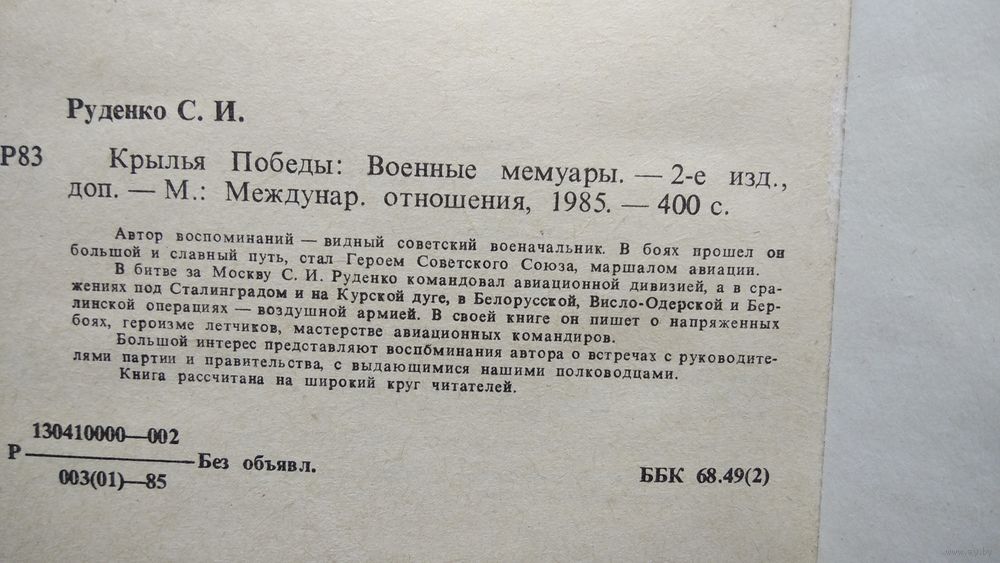 Руденко С. И.
Р83 Крылья Победы: Военные мемуары. — 2-е изд.,
доп. — М.: Междунар. отношения, 1985. — 400 с.
Автор воспоминаний — видный советский военачальник. В боях прошел он
большой и славный путь, стал Героем Советского Союза, маршалом авиации.
В битве за Москву С. И. Руденко командовал авиационной дивизией, а в сра-
жениях под Сталинградом и на Курской дуге, в Белорусской, Висло-Одерской и Бер-
линской операциях — воздушной армией. В своей книге он пишет о напряженных
боях, героизме летчиков, мастерстве авиационных командиров.
Большой интерес представляют воспоминания автора о встречах с руководите-
лями партии и правительства, с выдающимися нашими полководцами.
Книга рассчитана на широкий круг читателей.
130410000—002
Р Без объявл.
003(01)—85
ББК 68.49(2)